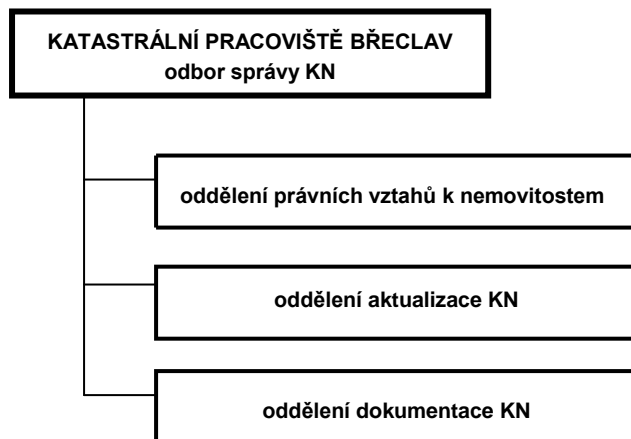 KATASTRÁLNÍ PRACOVIŠTĚ BŘECLAV
odbor správy KN
oddělení právních vztahů k nemovitostem
oddělení aktualizace KN
oddělení dokumentace KN